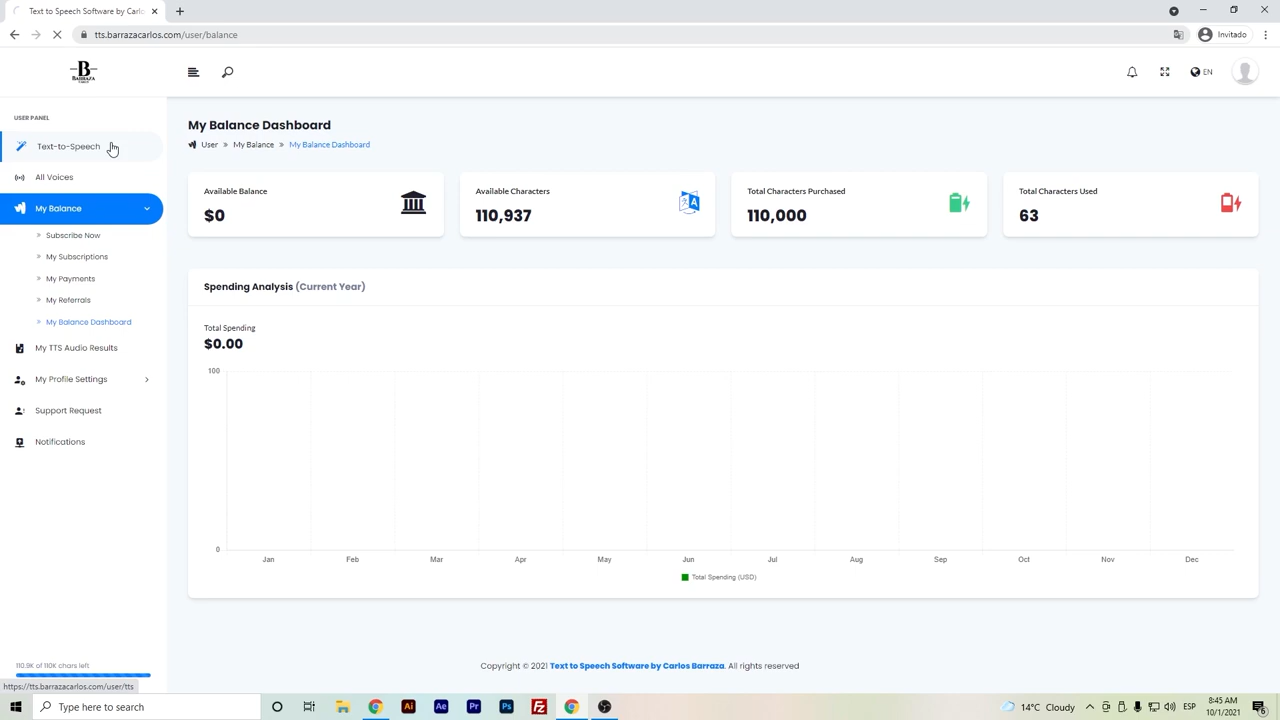 Text to Speech Software by Carlo
tts.barrazacarlos.com/user/balance
Invitado
B
BARRAZA
EN
USER PANEL
Text-to-Speech
All Voices
My Balance
Subscribe Now
My Subscriptions
My Payments
My Referrals
My Balance Dashboard
My TTS Audio Results
My Profile Settings
Support Request
Notifications
110.9K of 110K chars left
https://tts.barrazacarlos.com/user/tts
My Balance Dashboard
User » My Balance » My Balance Dashboard
Available Balance
$0
Available Characters
110,937
Total Characters Purchased
110,000
Total Characters Used
63
Spending Analysis (Current Year)
Total Spending
$0.00
100
0
Jan Feb Mar Apr May Jun Jul Aug Sep Oct Nov Dec
Total Spending (USD)
Copyright © 2021 Text to Speech Software by Carlos Barraza. All rights reserved
Type here to search
Ai
Ae
Pr
Ps
Fz
14°C Cloudy
ESP
8:45 AM
10/1/2021